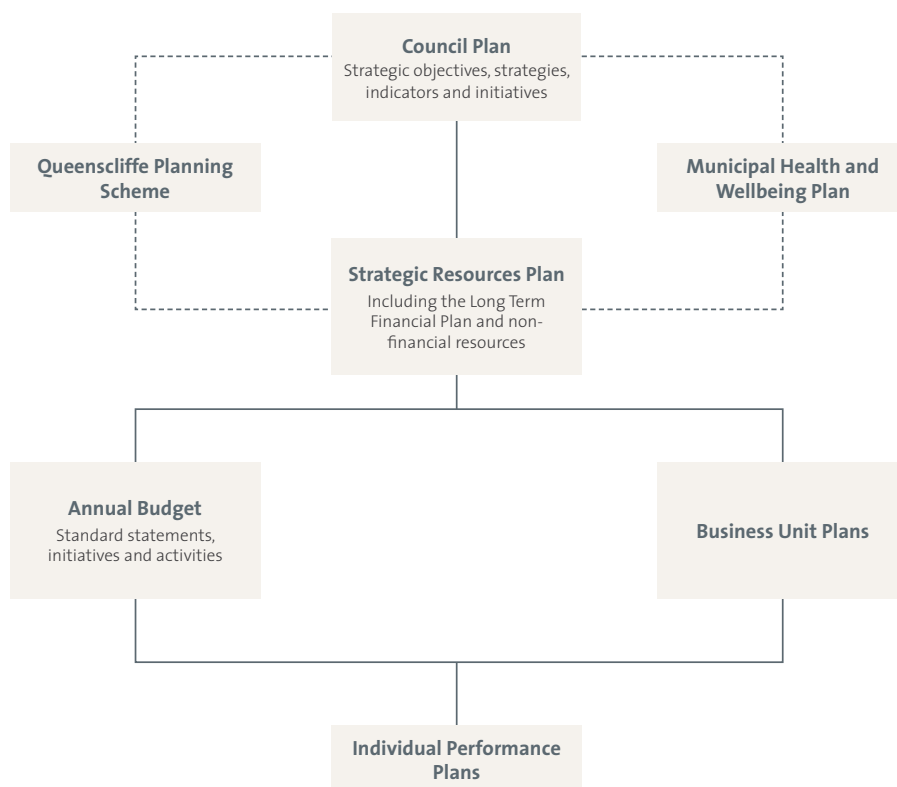 Council Plan
Strategic objectives, strategies,
indicators and initiatives
Queenscliffe Planning
Scheme
Municipal Health and
Wellbeing Plan
Strategic Resources Plan
Including the Long Term
Financial Plan and non-
financial resources
Annual Budget
Standard statements,
initiatives and activities
Business Unit Plans
Individual Performance
Plans